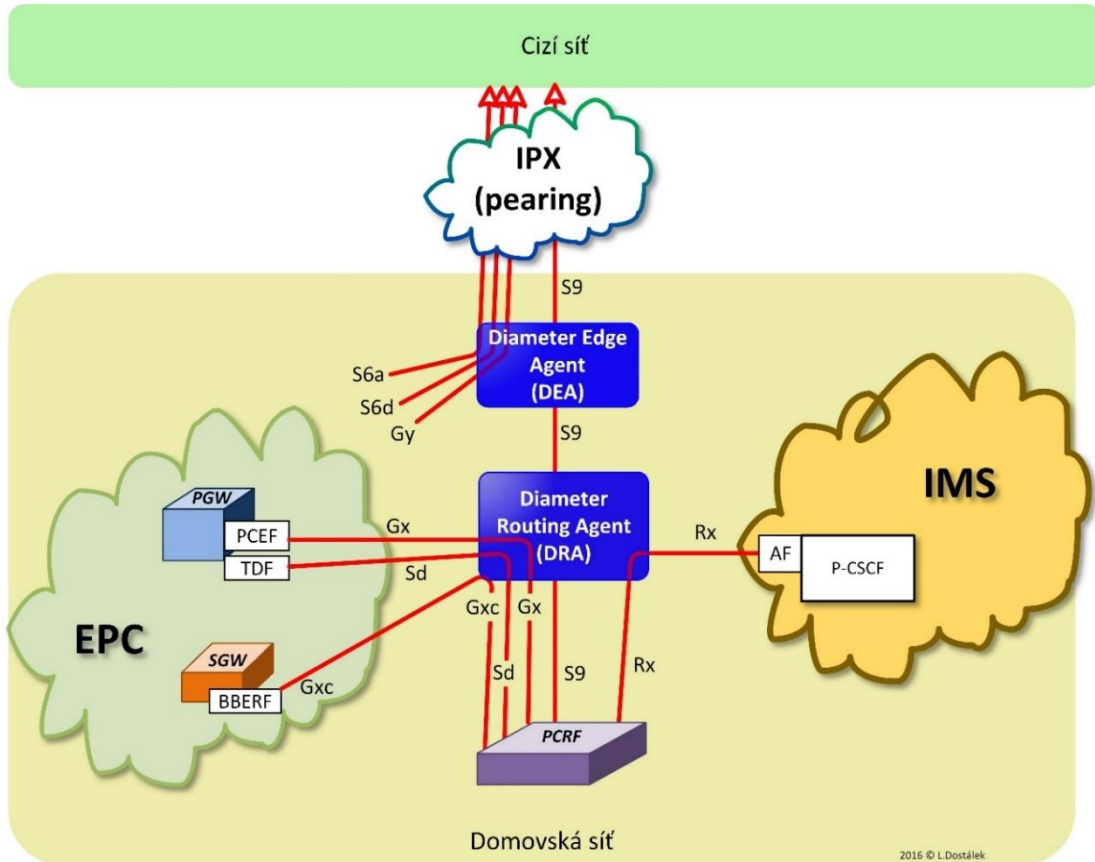 Cizí síť
IPX
(pearing)
S9
Diameter Edge
Agent
(DEA)
S6a
S6d
Gy
S9
PGW
PCEF
TDF
Gx
Sd
Diameter
Routing Agent
(DRA)
Rx
IMS
AF
P-CSCF
EPC
SGW
BBERF
Gxc
Gxc
Gx
Sd
S9
Rx
PCRF
Domovská síť
2016 © L.Dostálek